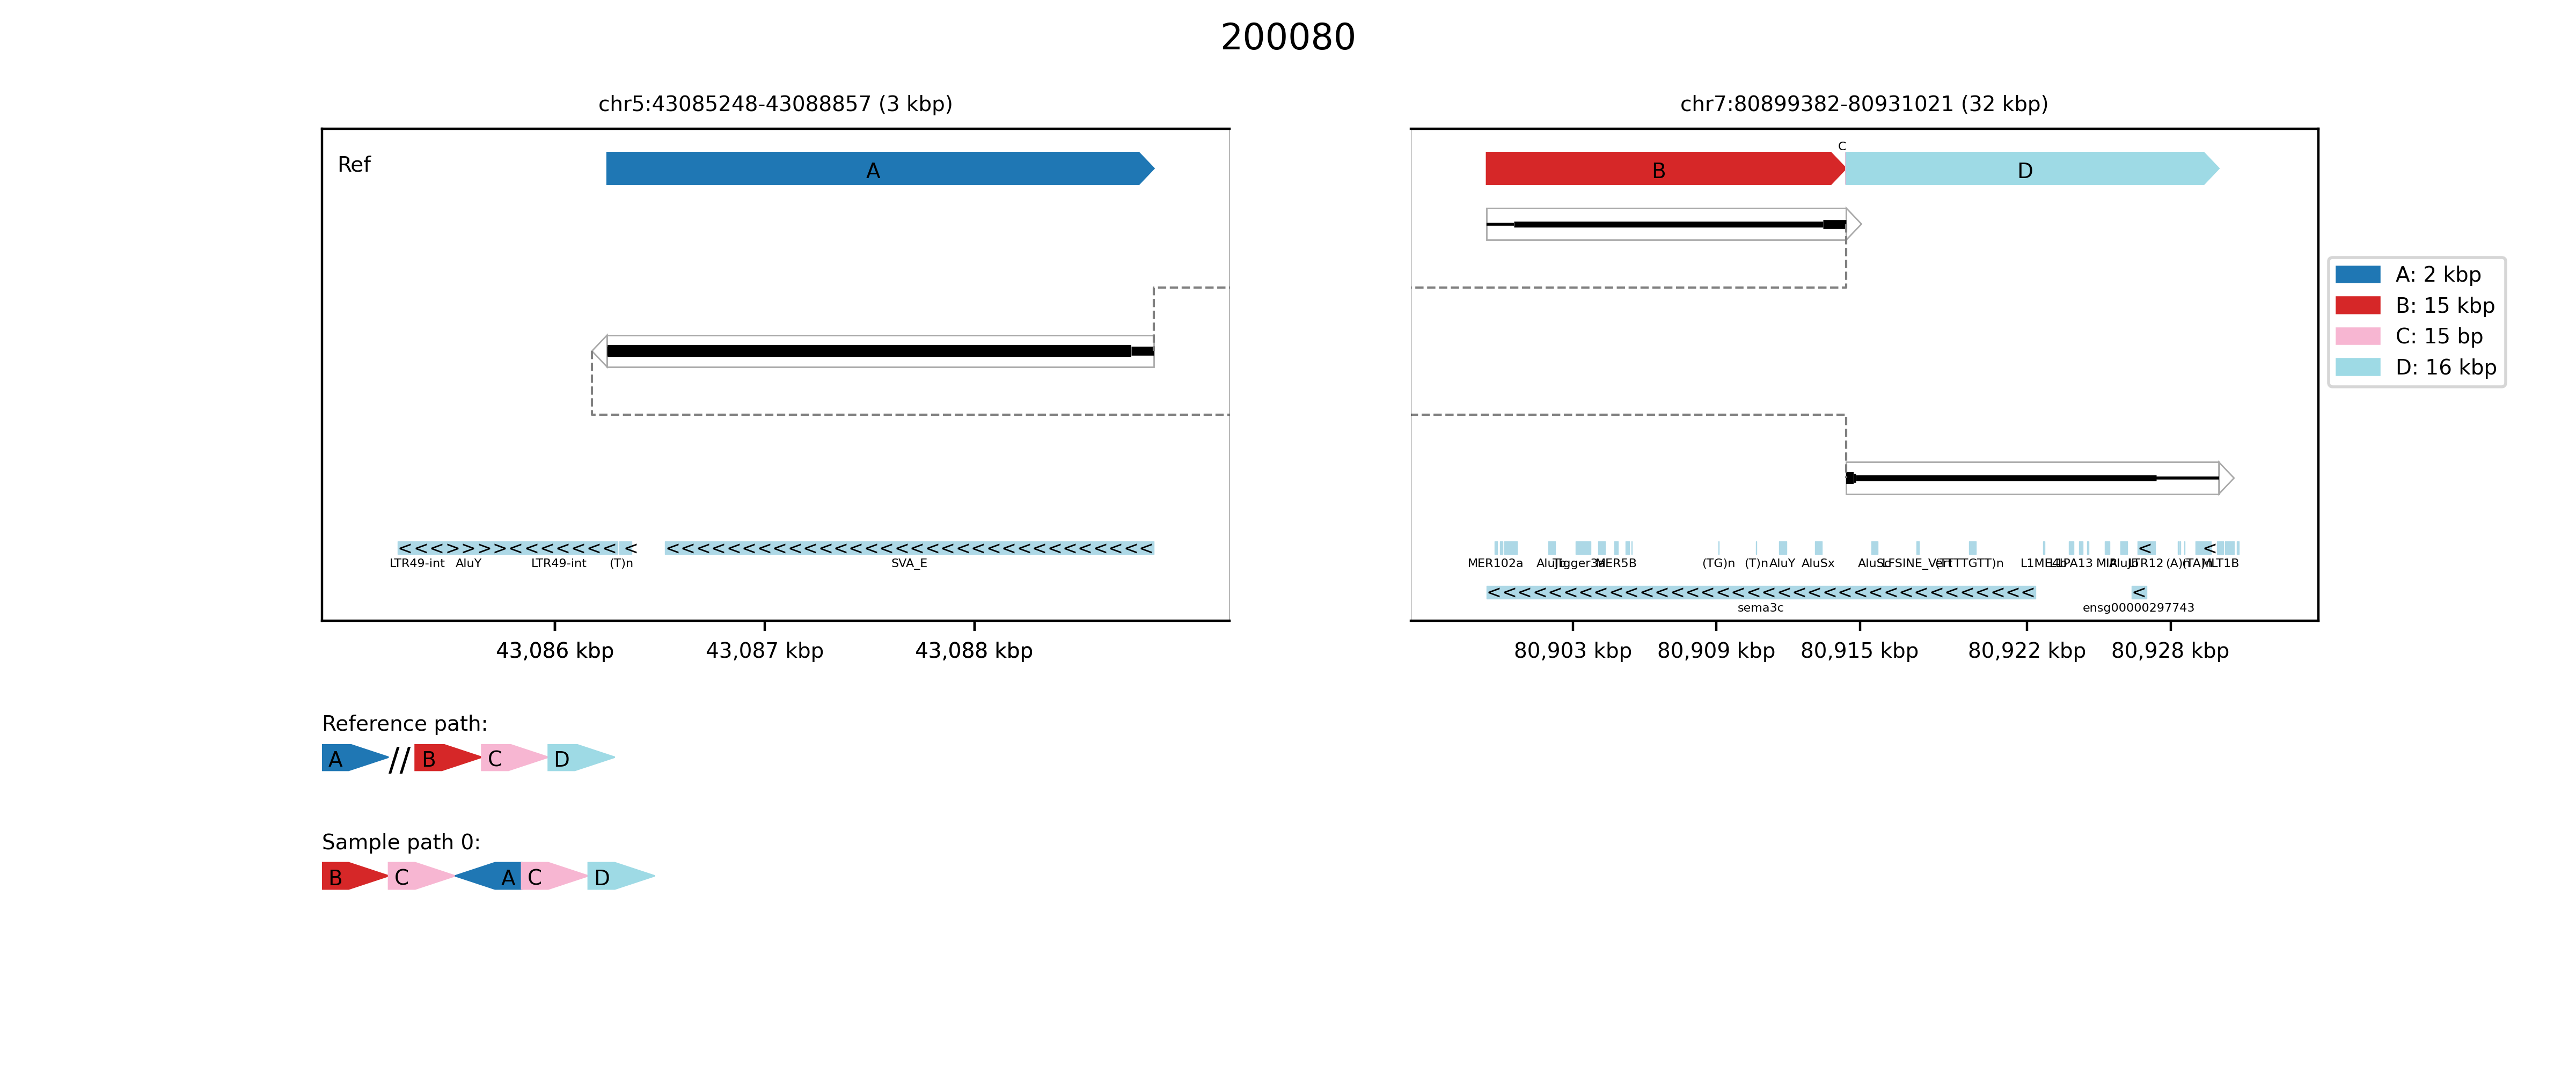 200080
chr5:43085248-43088857 (3 kbp)
chr7:80899382-80931021 (32 kbp)
Ref
A
B
C
D
A: 2 kbp
B: 15 kbp
C: 15 bp
D: 16 kbp
<<<>>>><<<<<<< <
<<<<<<<<<<<<<<<<<<<<<<<<<<<<<<<<
LTR49-int AluY LTR49-int (T)n SVA_E
< <
MER102a MER5B (TG)n (T)n AluY AluSx L1PA13 MLT1B
<<<<<<<<<<<<<<<<<<<<<<<<<<<<<<<<<<<< <
sema3c ensg00000297743
43,086 kbp 43,087 kbp 43,088 kbp
80,903 kbp 80,909 kbp 80,915 kbp 80,922 kbp 80,928 kbp
Reference path:
A // B C D
Sample path 0:
B C A C D